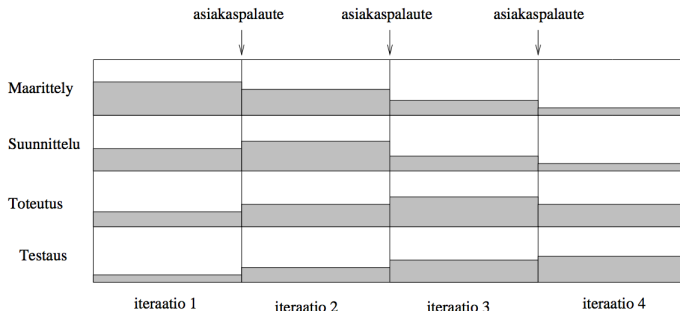 asiakaspalaute asiakaspalaute asiakaspalaute
Maarittely
Suunnittelu
Toteutus
Testaus
iteraatio 1 iteraatio 2 iteraatio 3 iteraatio 4